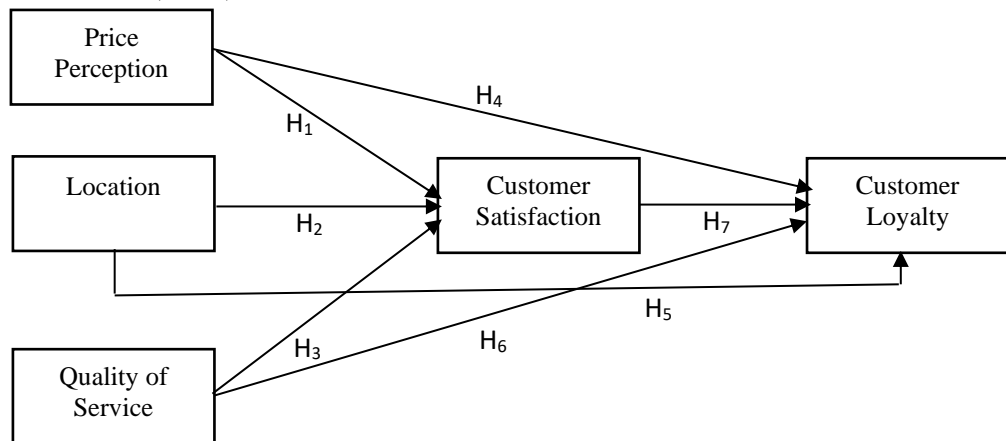 Price
Perception
H₄
H₁
Location
Customer
Satisfaction
Customer
Loyalty
H₂
H₇
H₅
H₃
H₆
Quality of
Service